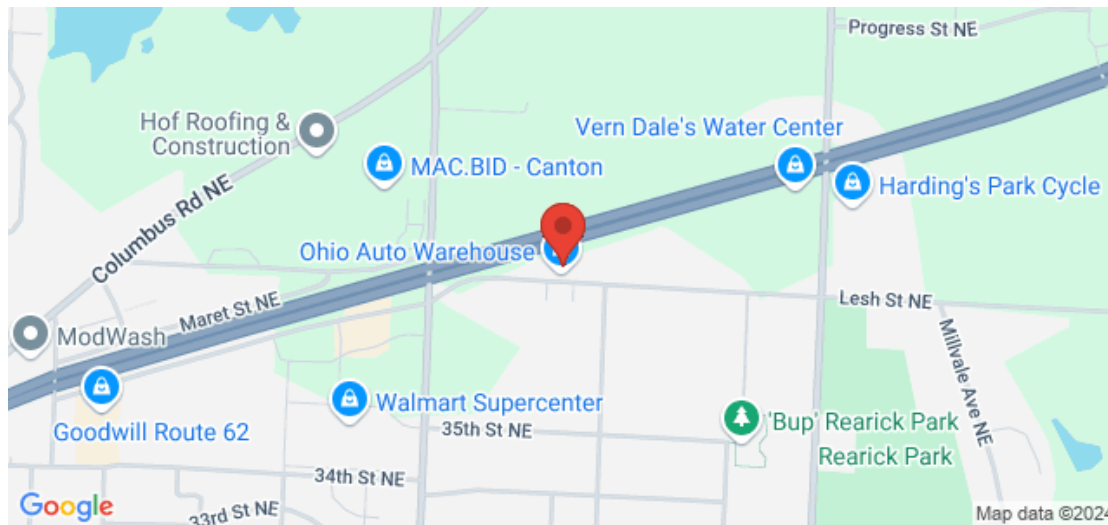 Progress St NE
Hof Roofing &
Construction
Vern Dale's Water Center
MAC.BID - Canton
Harding's Park Cycle
Columbus Rd NE
Ohio Auto Warehouse
Maret St NE
Lesh St NE
ModWash
Millvale Ave NE
Walmart Supercenter
Goodwill Route 62
35th St NE
'Bup' Rearick Park
Rearick Park
34th St NE
33rd St NE
Google
Map data ©2024